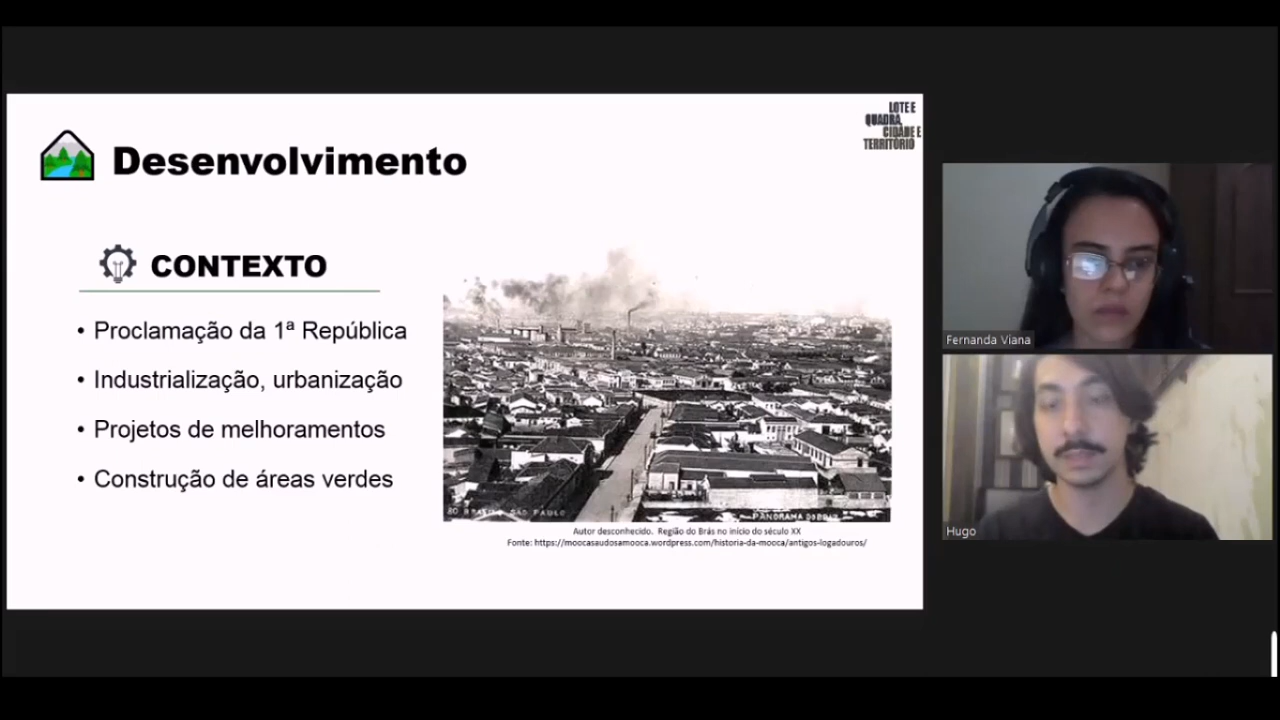 LOTE E
QUADRA,
CIDADE E
TERRITÓRIO
Desenvolvimento
CONTEXTO
• Proclamação da 1ª República
• Industrialização, urbanização
• Projetos de melhoramentos
• Construção de áreas verdes
SÃO PAULO
PANORAMA DO BRAZ
Autor desconhecido. Região do Brás no início do século XX
Fonte: https://moocasaudosamooca.wordpress.com/historia-da-mooca/antigos-logadouros/
Fernanda Viana
Hugo